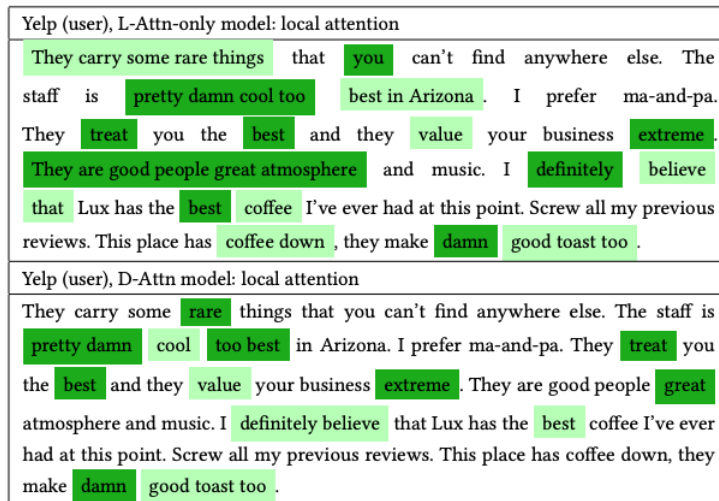 Yelp (user), L-Attn-only model: local attention
They carry some rare things that you can't find anywhere else. The
staff is pretty damn cool too best in Arizona. I prefer ma-and-pa.
They treat you the best and they value your business extreme.
They are good people great atmosphere and music. I definitely believe
that Lux has the best coffee I've ever had at this point. Screw all my previous
reviews. This place has coffee down, they make damn good toast too.
Yelp (user), D-Attn model: local attention
They carry some rare things that you can't find anywhere else. The staff is
pretty damn cool too best in Arizona. I prefer ma-and-pa. They treat you
the best and they value your business extreme. They are good people great
atmosphere and music. I definitely believe that Lux has the best coffee I've ever
had at this point. Screw all my previous reviews. This place has coffee down, they
make damn good toast too.